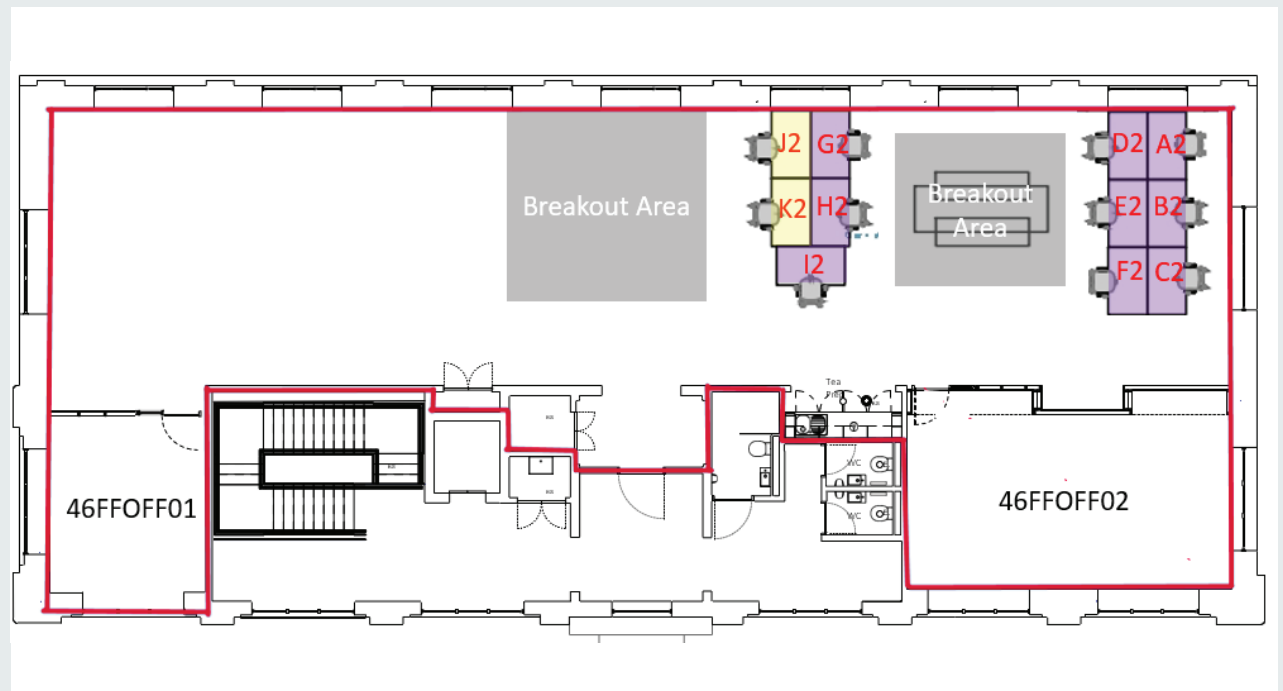 J2 G2
D2 A2
Breakout Area
Breakout
Area
K2 H2
E2 B2
I2
F2 C2
Tea
WC
46FFOFF01
46FFOFF02
WC